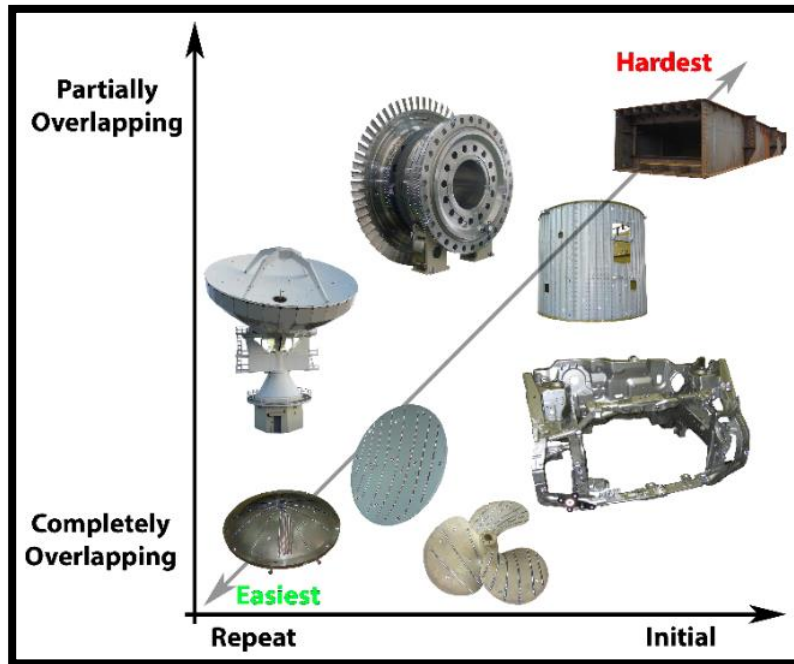 Partially
Overlapping
Hardest
Completely
Overlapping
Easiest
Repeat
Initial